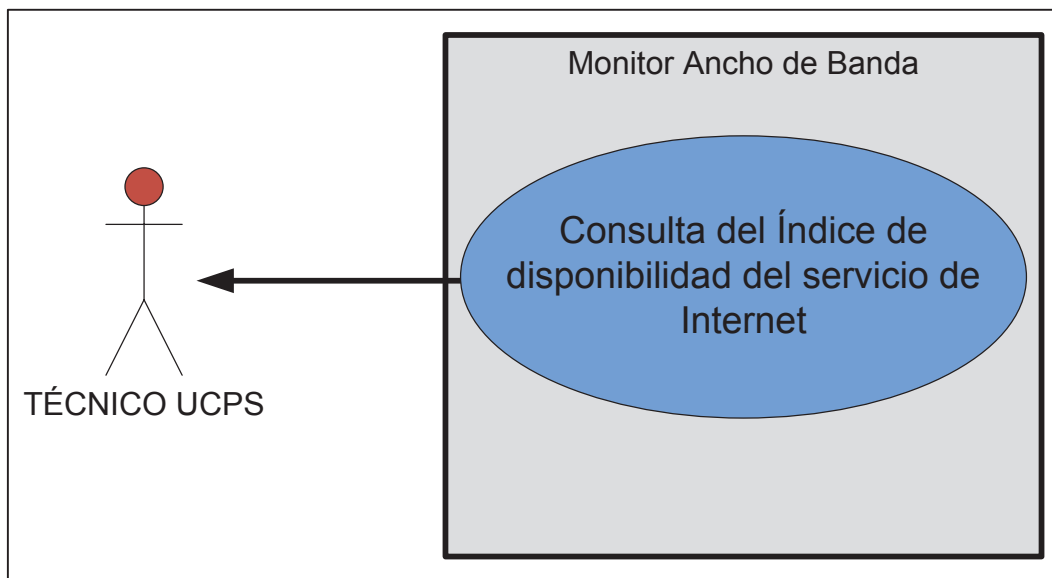 Monitor Ancho de Banda
Consulta del Índice de
disponibilidad del servicio de
Internet
TÉCNICO UCPS